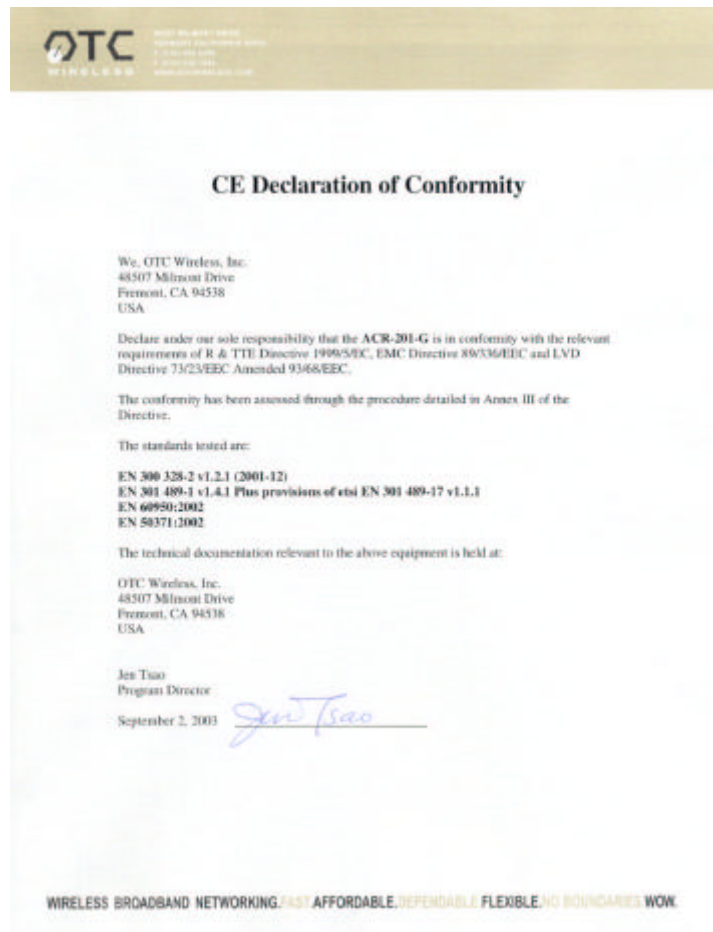 OTC
WIRELESS
CE Declaration of Conformity
We, OTC Wireless, Inc.
48507 Milmont Drive
Fremont, CA 94538
USA
Declare under our sole responsibility that the ACR-201-G is in conformity with the relevant
requirements of R & TTE Directive 1999/5/EC, EMC Directive 89/336/EEC and LVD
Directive 73/23/EEC Amended 93/68/EEC.
The conformity has been assessed through the procedure detailed in Annex III of the
Directive.
The standards tested are:
EN 300 328-2 v1.2.1 (2001-12)
EN 301 489-1 v1.4.1 Plus provisions of etsi EN 301 489-17 v1.1.1
EN 60950:2002
EN 50371:2002
The technical documentation relevant to the above equipment is held at:
OTC Wireless, Inc.
48507 Milmont Drive
Fremont, CA 94538
USA
Jen Tsao
Program Director
September 2, 2003 Jen Tsao
WIRELESS BROADBAND NETWORKING.FAST.AFFORDABLE.DEPENDABLE.FLEXIBLE.NO BOUNDARIES.WOW.